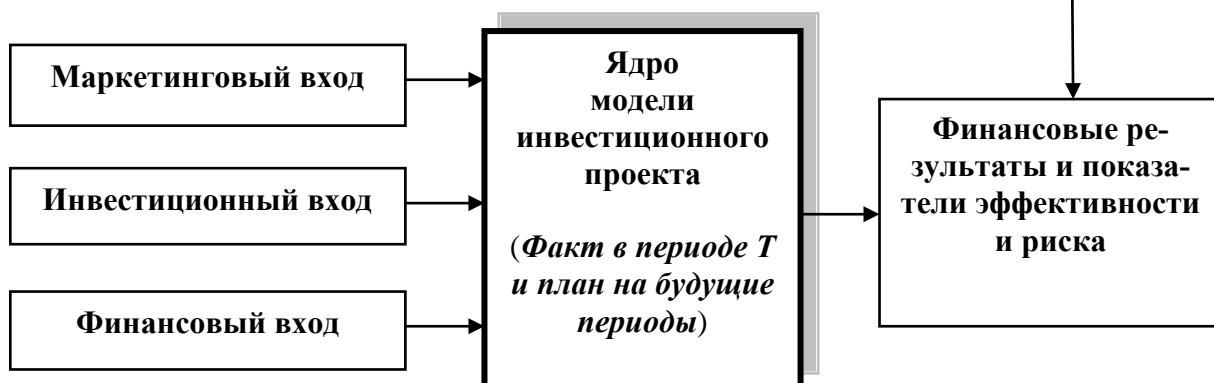 Маркетинговый вход
Инвестиционный вход
Финансовый вход
Ядро
модели
инвестиционного
проекта
(Факт в периоде Т
и план на будущие
периоды)
Финансовые ре-
зультаты и показа-
тели эффективности
и риска